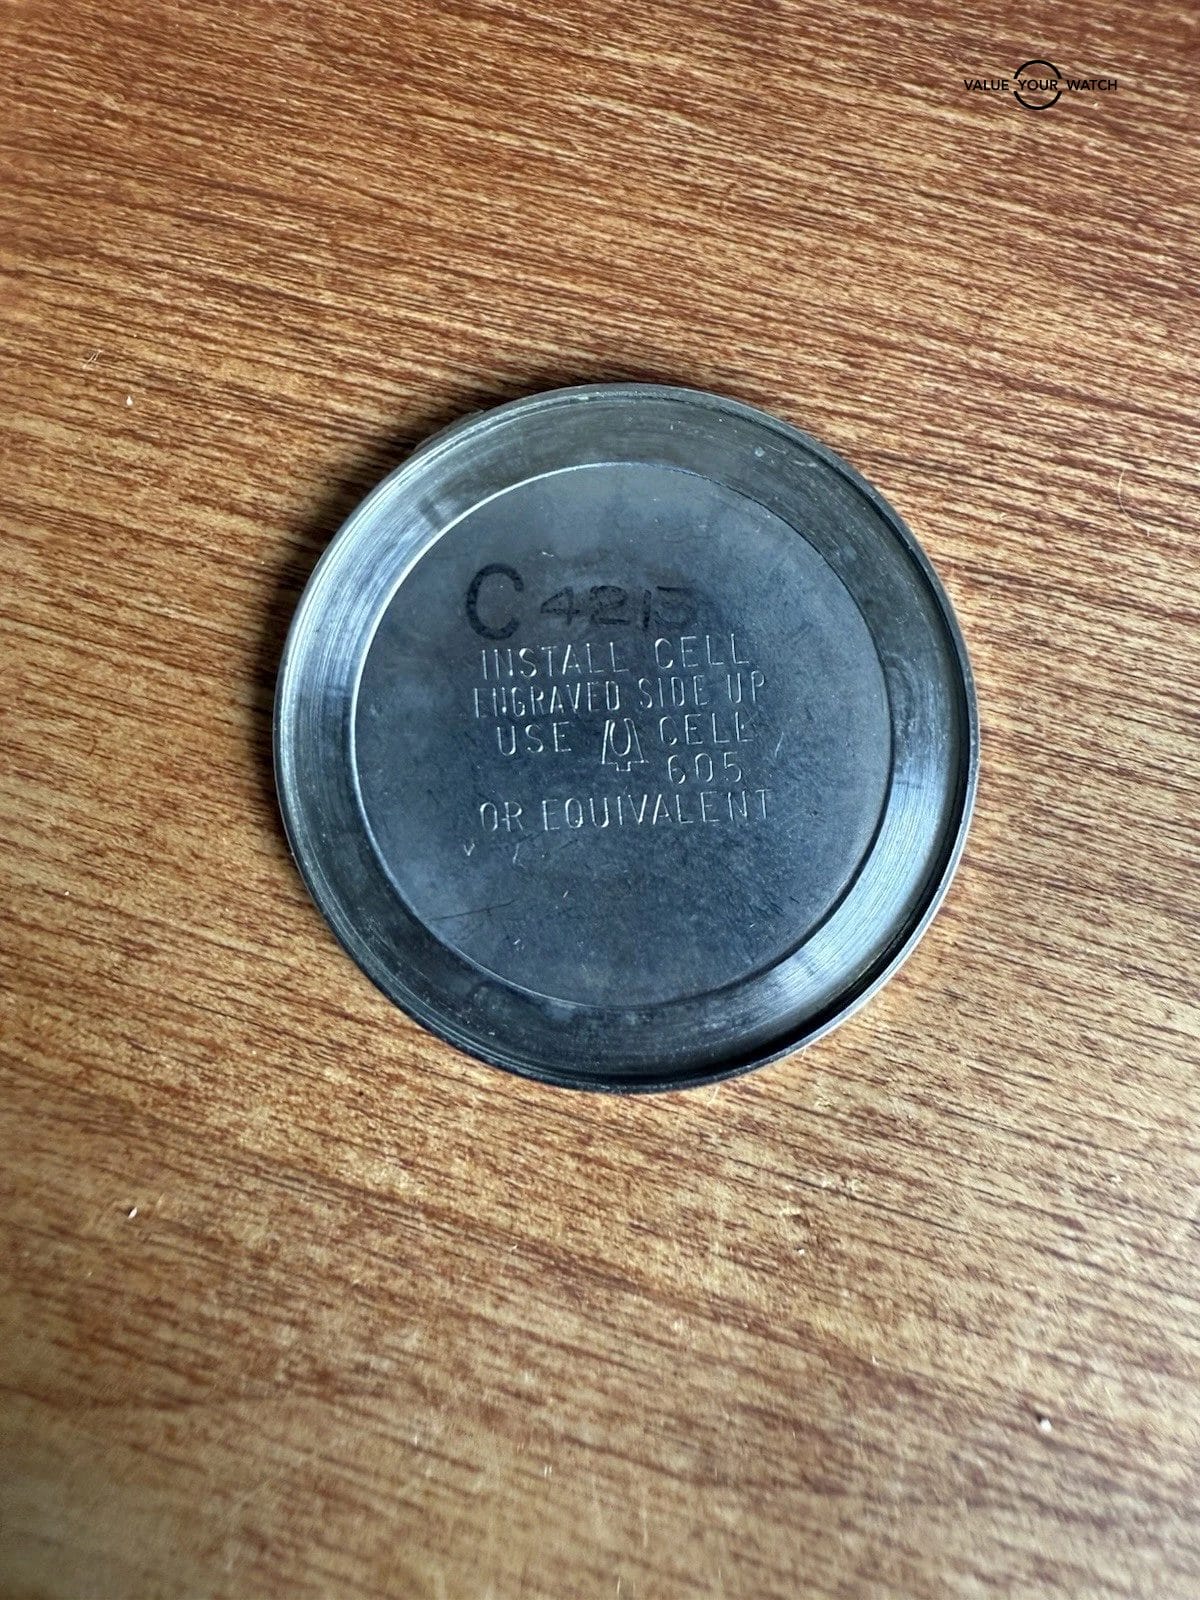 VALUE YOUR WATCH
C 4213
INSTALL CELL
ENGRAVED SIDE UP
USE CELL
605
OR EQUIVALENT